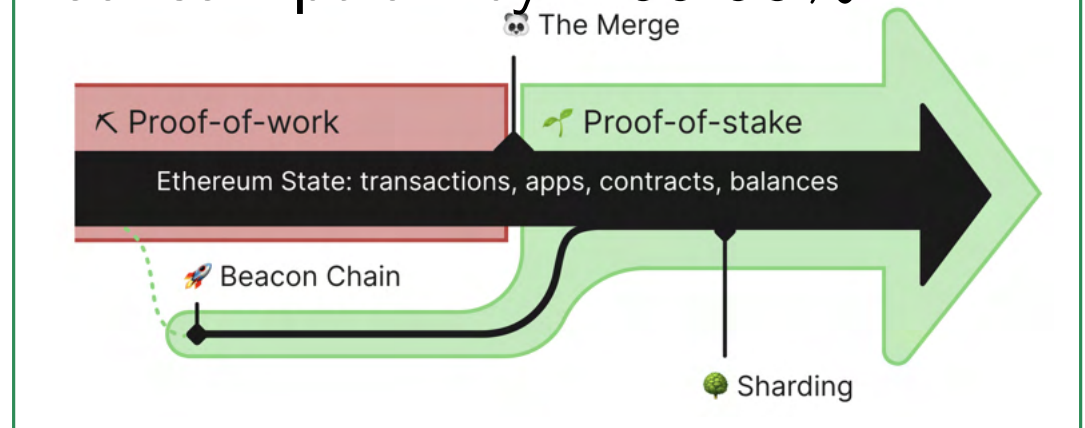 The Merge
Proof-of-work
Proof-of-stake
Ethereum State: transactions, apps, contracts, balances
Beacon Chain
Sharding